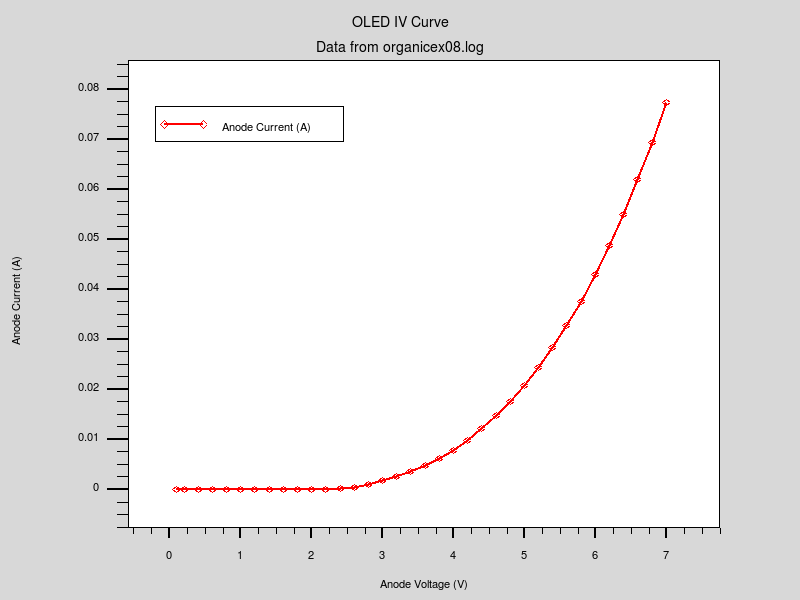 OLED IV Curve
Data from organicex08.log
Anode Current (A)
0.08
0.07
0.06
0.05
0.04
0.03
0.02
0.01
0
Anode Current (A)
0 1 2 3 4 5 6 7
Anode Voltage (V)